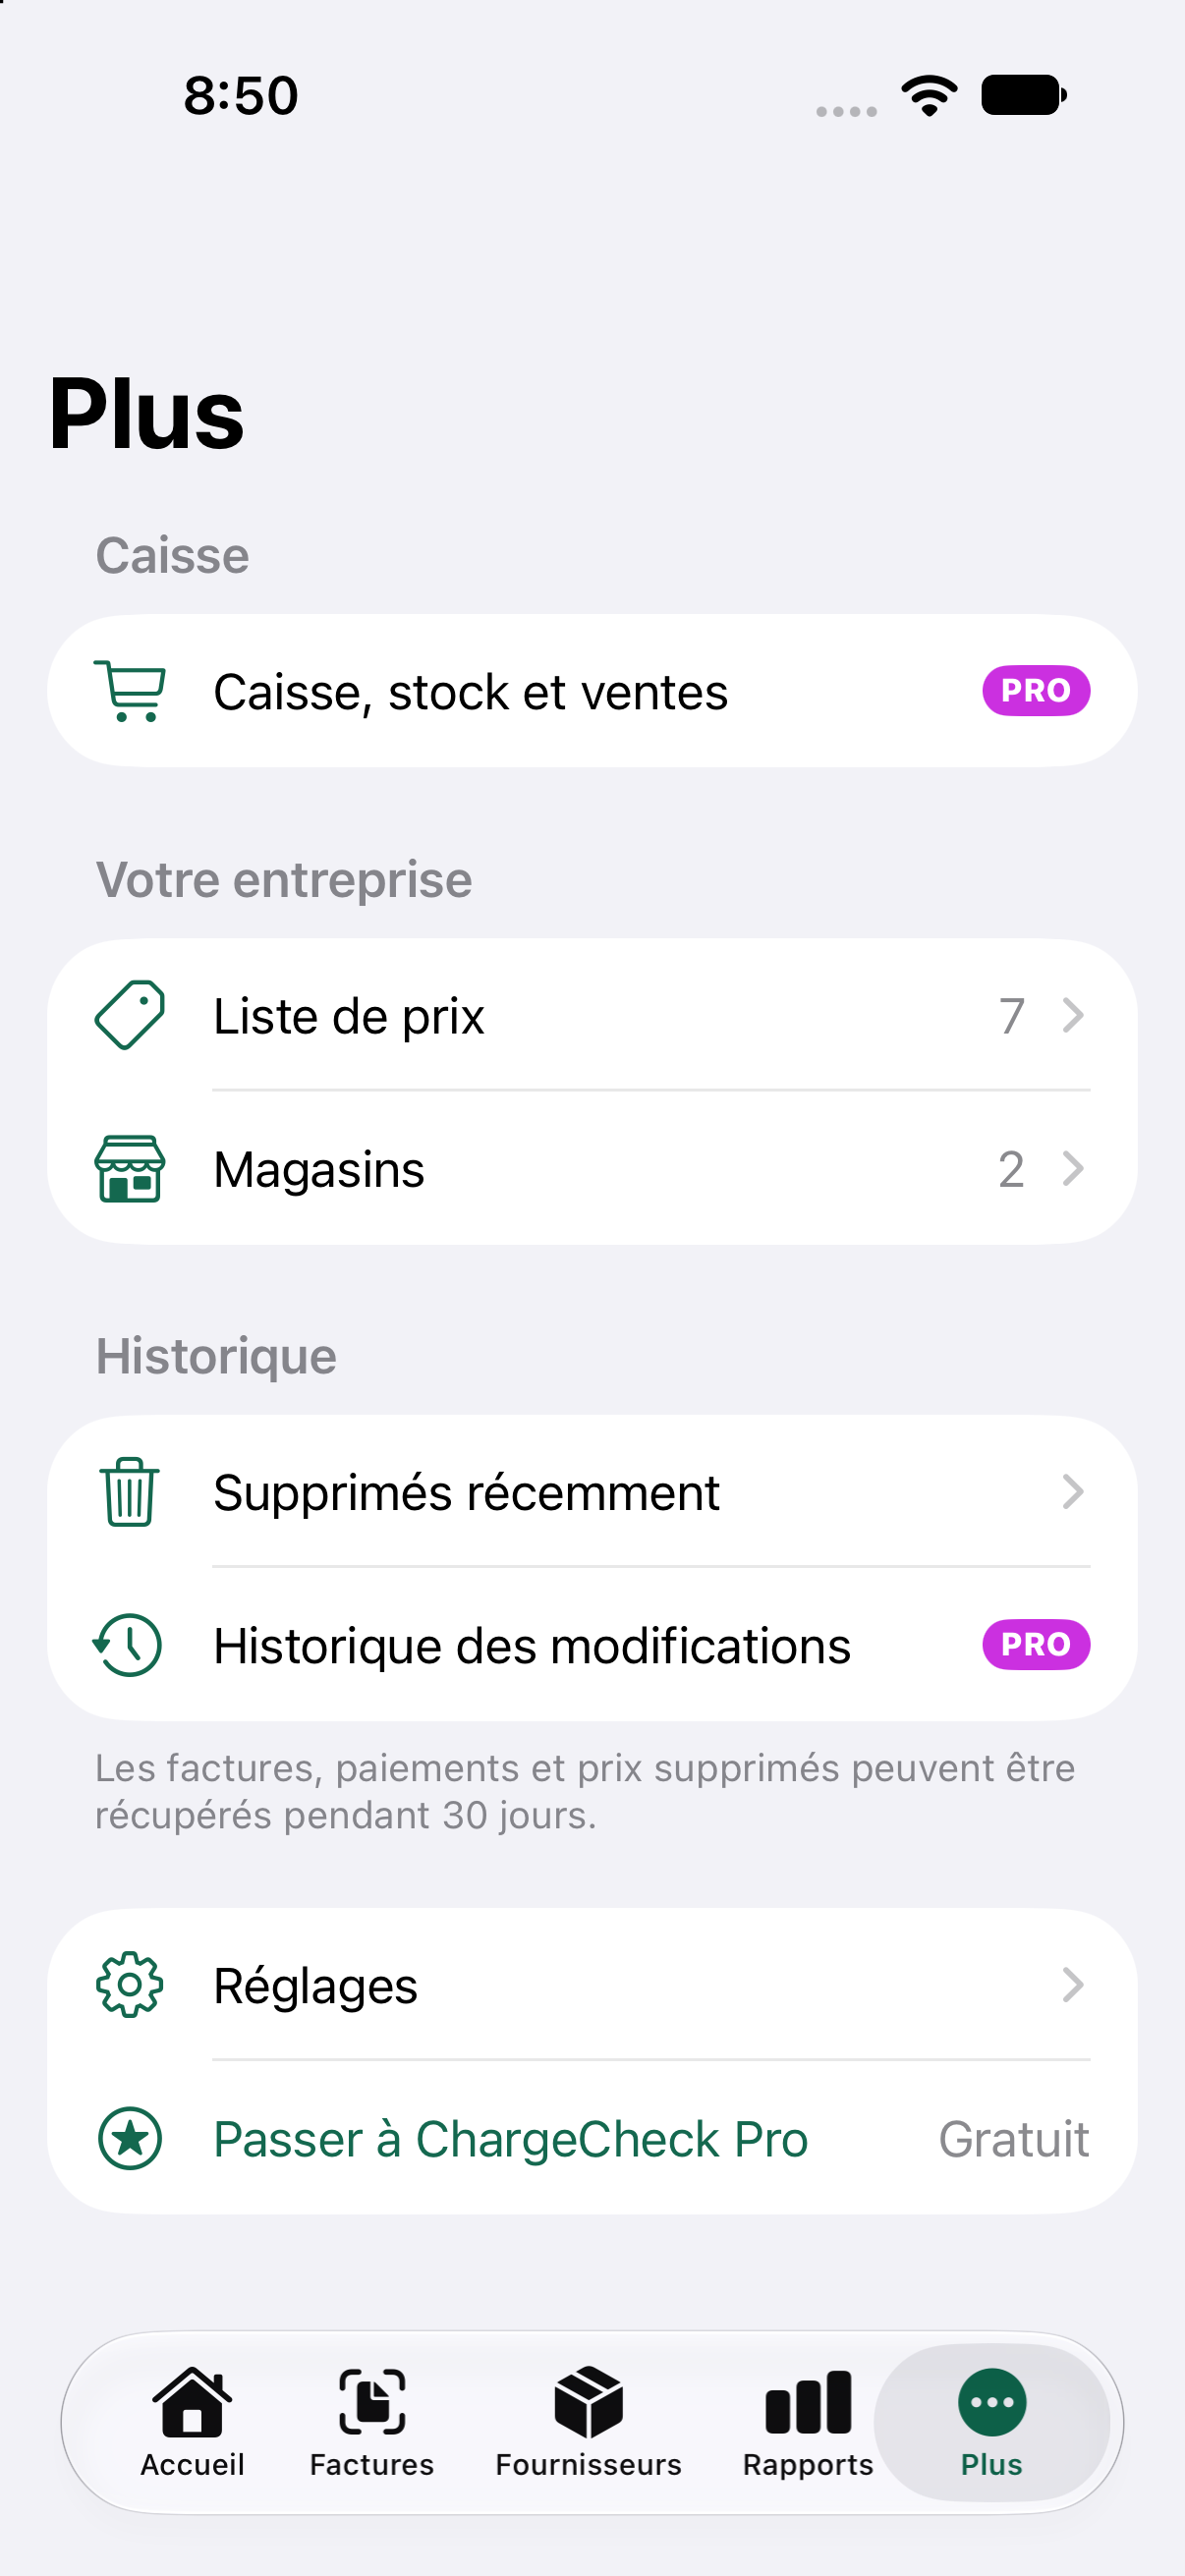 8:50
Plus
Caisse
Caisse, stock et ventes PRO
Votre entreprise
Liste de prix 7
Magasins 2
Historique
Supprimés récemment
Historique des modifications PRO
Les factures, paiements et prix supprimés peuvent être
récupérés pendant 30 jours.
Réglages
Passer à ChargeCheck Pro Gratuit
Accueil Factures Fournisseurs Rapports Plus